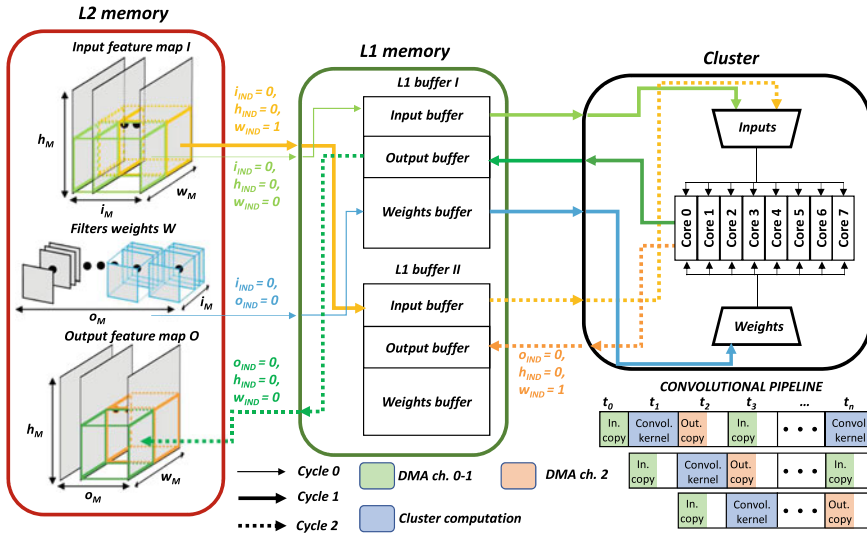 L2 memory
Input feature map I
h_M
i_M
w_M
Filters weights W
o_M
i_M
Output feature map O
h_M
o_M
w_M
i_IND = 0,
h_IND = 0,
w_IND = 1
i_IND = 0,
h_IND = 0,
w_IND = 0
i_IND = 0,
o_IND = 0
o_IND = 0,
h_IND = 0,
w_IND = 0
L1 memory
L1 buffer I
Input buffer
Output buffer
Weights buffer
L1 buffer II
Input buffer
Output buffer
Weights buffer
o_IND = 0,
h_IND = 0,
w_IND = 1
Cluster
Inputs
Core 0
Core 1
Core 2
Core 3
Core 4
Core 5
Core 6
Core 7
Weights
Cycle 0
Cycle 1
Cycle 2
DMA ch. 0-1
DMA ch. 2
Cluster computation
CONVOLUTIONAL PIPELINE
t_0 t_1 t_2 t_3 ... t_n
In. copy
Convol. kernel
Out. copy
In. copy
Convol. kernel
In. copy
Convol. kernel
Out. copy
In. copy
In. copy
Convol. kernel
Out. copy